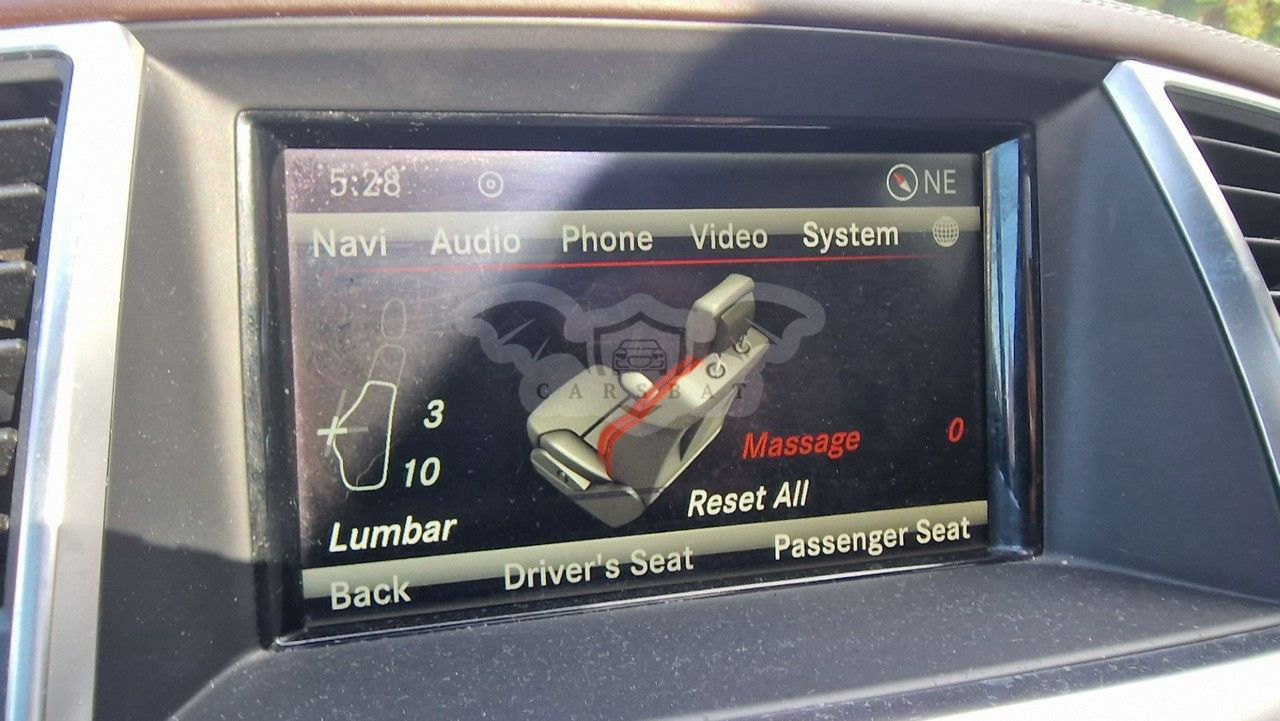 5:28 NE
Navi Audio Phone Video System
CARSBAT
3
10
Massage 0
Reset All
Lumbar
Back Driver's Seat Passenger Seat